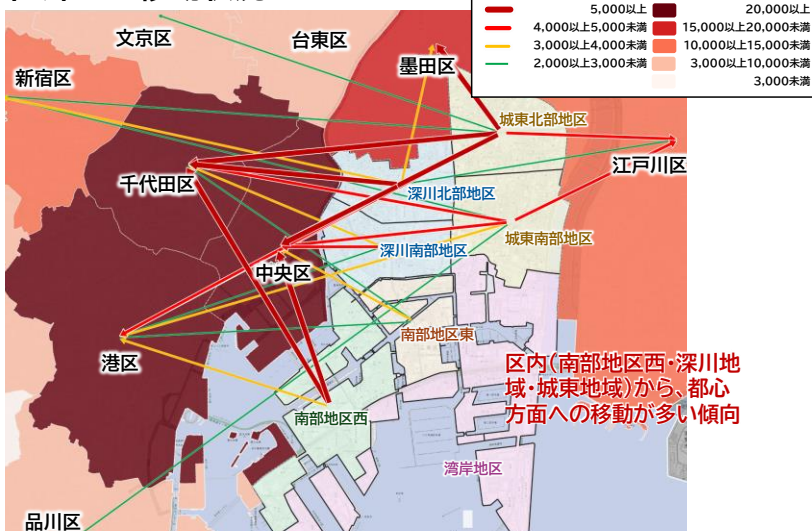 5,000以上
20,000以上
4,000以上5,000未満
15,000以上20,000未満
3,000以上4,000未満
10,000以上15,000未満
2,000以上3,000未満
3,000以上10,000未満
3,000未満
文京区
台東区
墨田区
新宿区
城東北部地区
江戸川区
千代田区
深川北部地区
城東南部地区
深川南部地区
中央区
南部地区東
港区
区内(南部地区西・深川地
域・城東地域)から、都心
方面への移動が多い傾向
南部地区西
湾岸地区
品川区